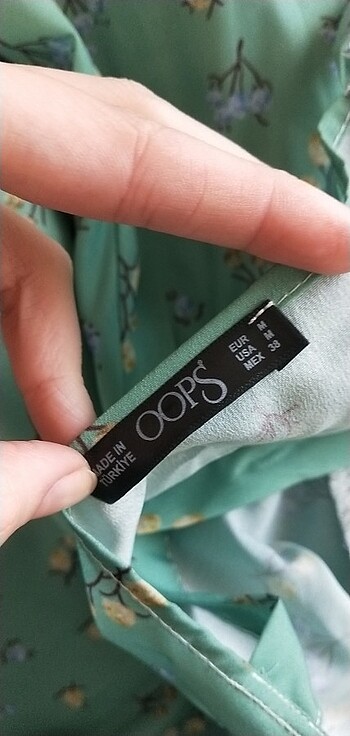 MADE IN
TÜRKİYE
OOPS
EUR M
USA M
MEX 38